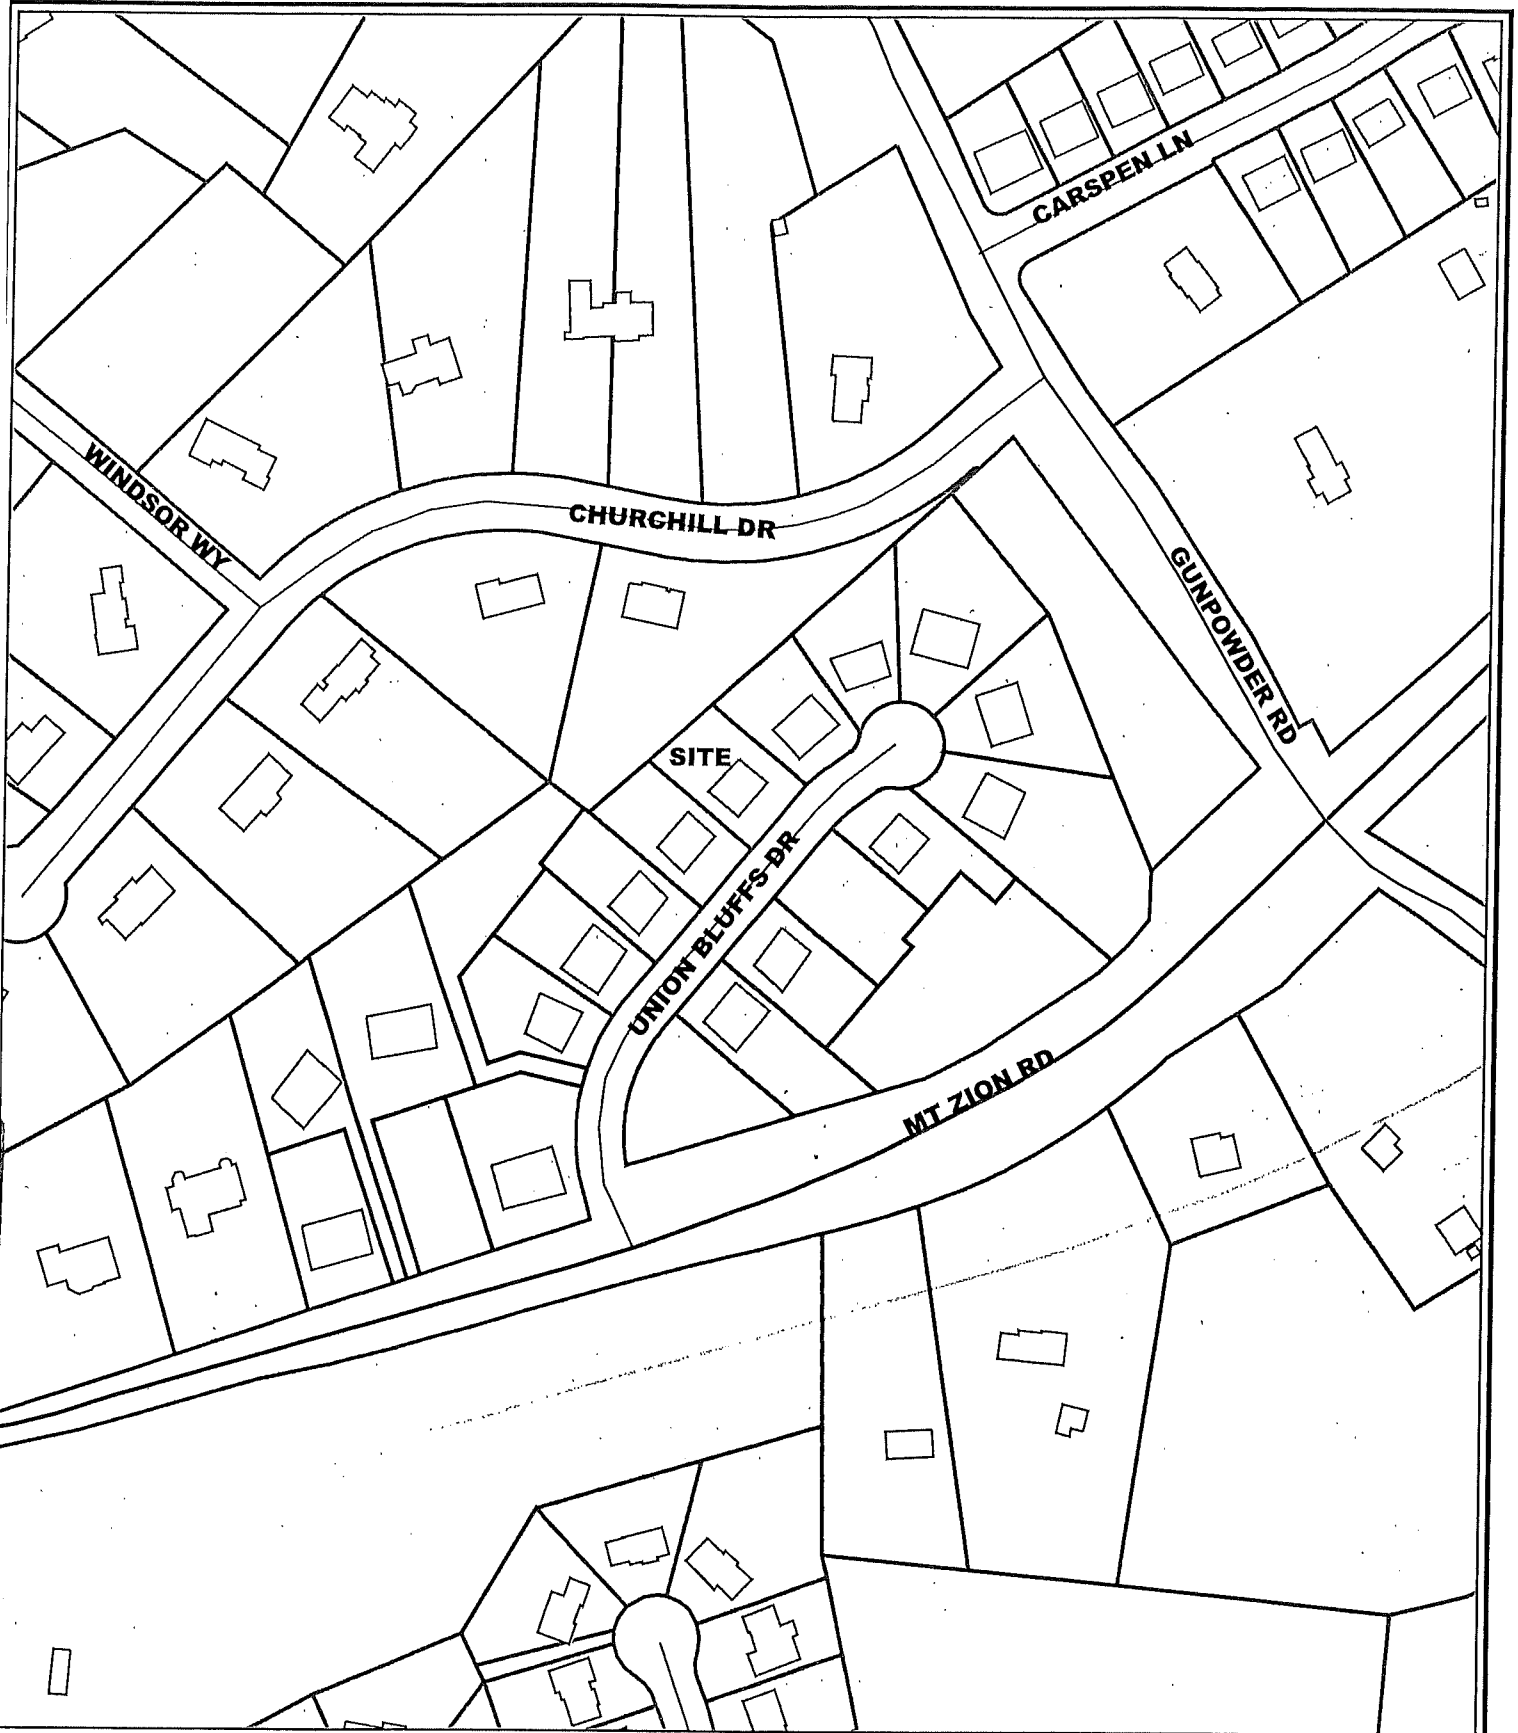 CARSPEN LN
WINDSOR WY
CHURCHILL DR
GUNPOWDER RD
SITE
UNION BLUFFS DR
MT ZION RD